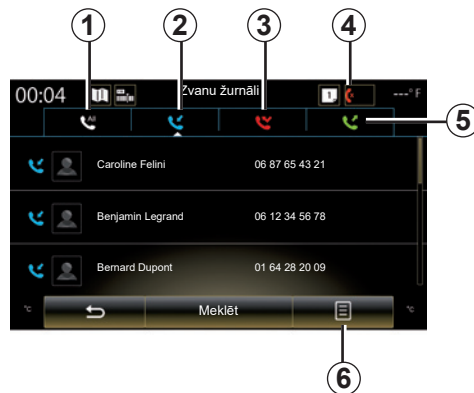 1 2 3 4
00:04 Zvanu žurnāli 1 ---°F
All
5
Caroline Felini 06 87 65 43 21
Benjamin Legrand 06 12 34 56 78
Bernard Dupont 01 64 28 20 09
°C Meklēt °C
6